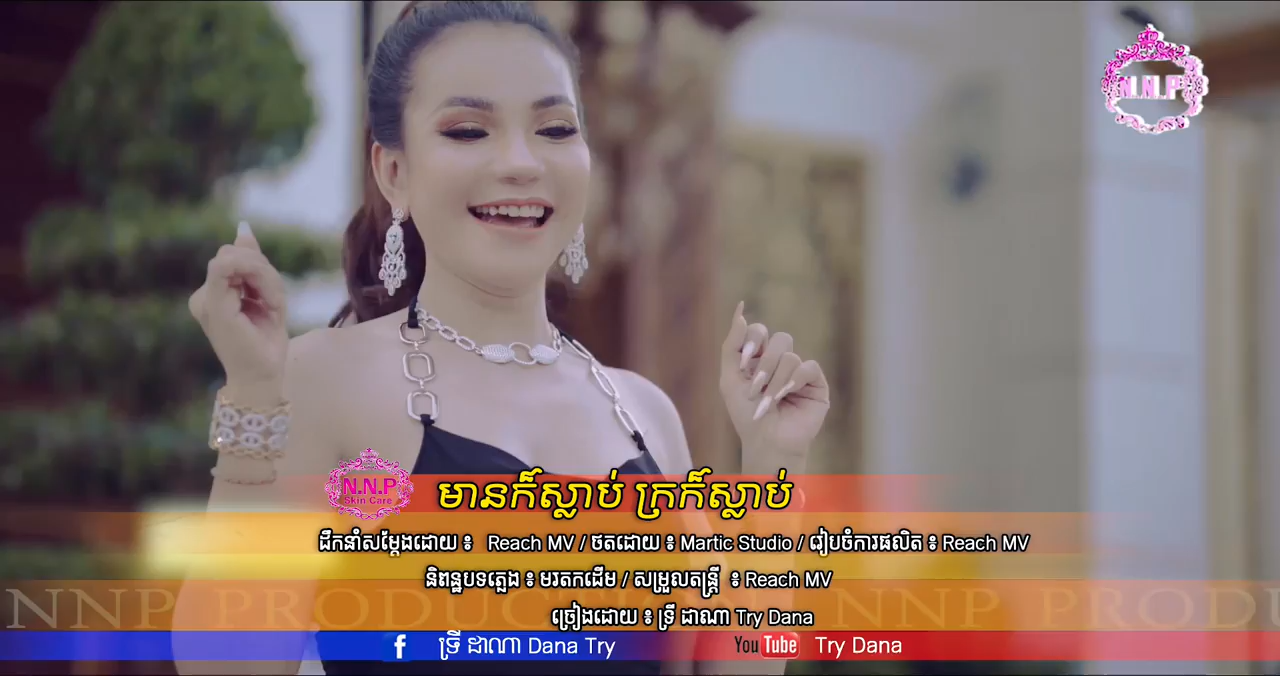 N.N.P
N.N.P
Skin Care
មានក៏ស្លាប់ ក្រក៏ស្លាប់
ដឹកនាំសម្ដែងដោយ ៖ Reach MV / ថតដោយ ៖ Martic Studio / រៀបចំការផលិត ៖ Reach MV
និពន្ឋបទភ្លេង ៖ មរតកដើម / សម្រួលតន្ត្រី ៖ Reach MV
ច្រៀងដោយ ៖ ទ្រី ដាណា Try Dana
NNP PRODUC NNP PRODU
f ទ្រី ដាណា Dana Try YouTube Try Dana